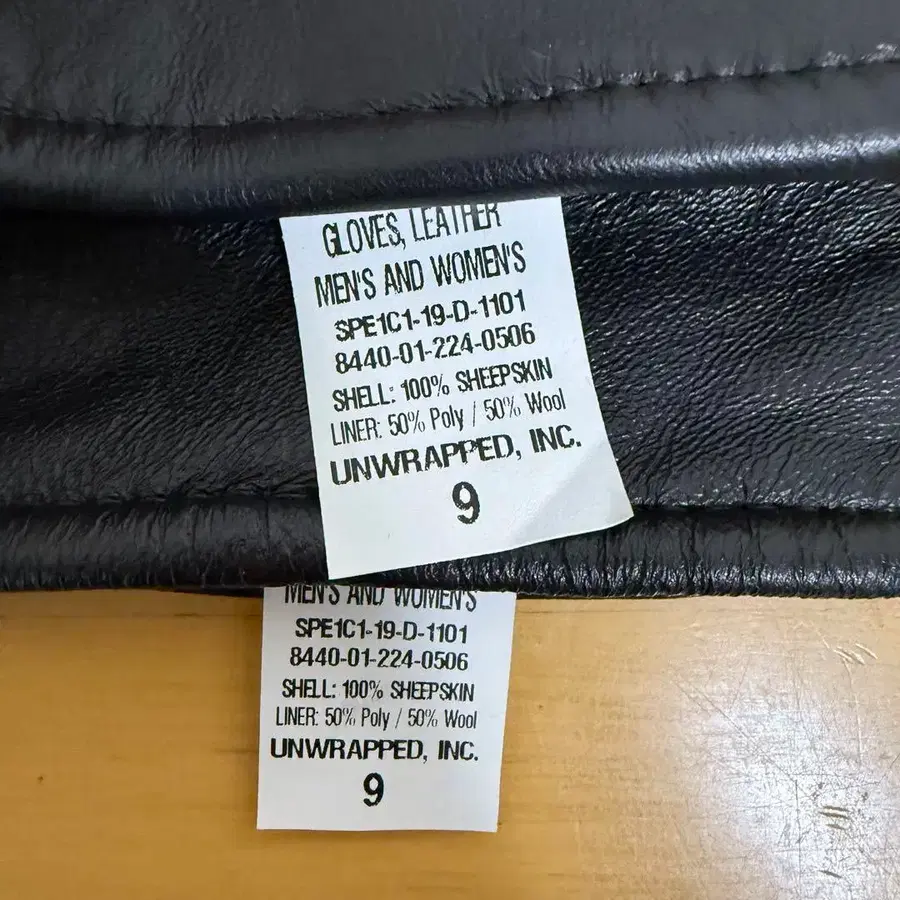 GLOVES, LEATHER
MEN'S AND WOMEN'S
SPE1C1-19-D-1101
8440-01-224-0506
SHELL: 100% SHEEPSKIN
LINER: 50% Poly / 50% Wool
UNWRAPPED, INC.
9
MEN'S AND WOMEN'S
SPE1C1-19-D-1101
8440-01-224-0506
SHELL: 100% SHEEPSKIN
LINER: 50% Poly / 50% Wool
UNWRAPPED, INC.
9